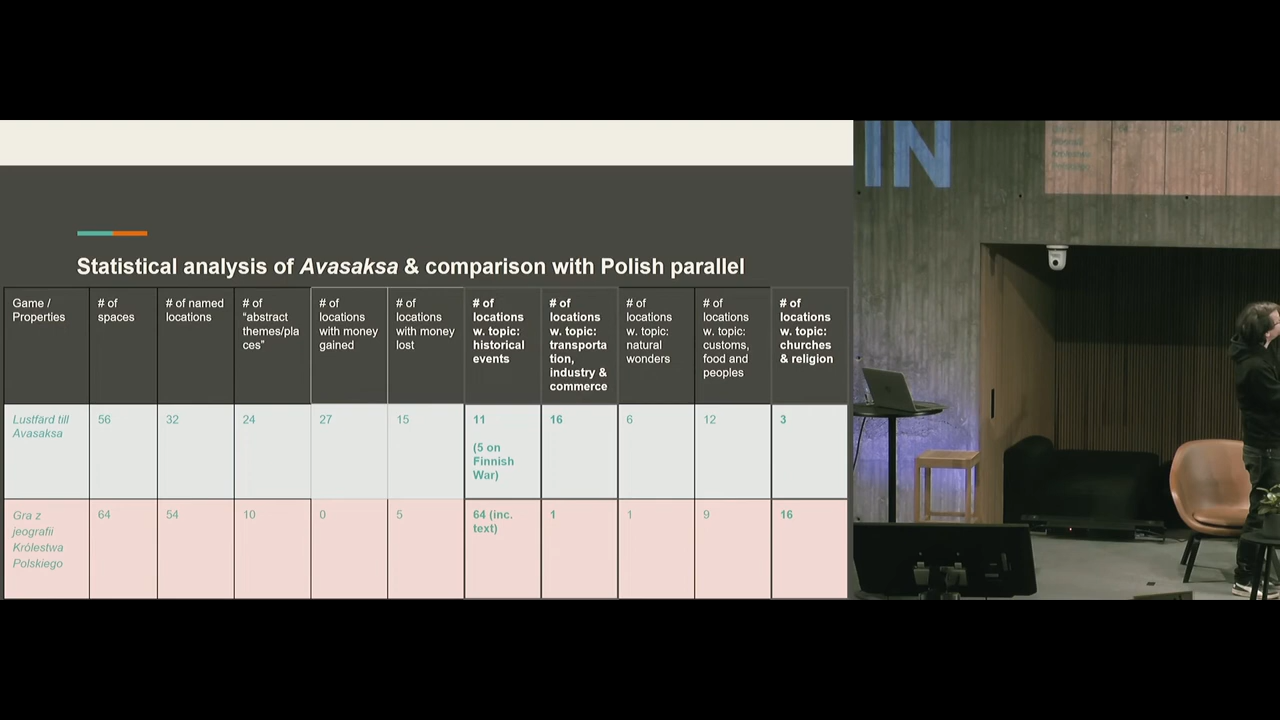 Statistical analysis of Avasaksa & comparison with Polish parallel
Game /
Properties
# of
spaces
# of named
locations
# of
“abstract
themes/pla
ces”
# of
locations
with money
gained
# of
locations
with money
lost
# of
locations
w. topic:
historical
events
# of
locations
w. topic:
transporta
tion,
industry &
commerce
# of
locations
w. topic:
natural
wonders
# of
locations
w. topic:
customs,
food and
peoples
# of
locations
w. topic:
churches
& religion
Lustfärd till
Avasaksa
56
32
24
27
15
11
(5 on
Finnish
War)
16
6
12
3
Gra z
jeografii
Królestwa
Polskiego
64
54
10
0
5
64 (inc.
text)
1
1
9
16
IN